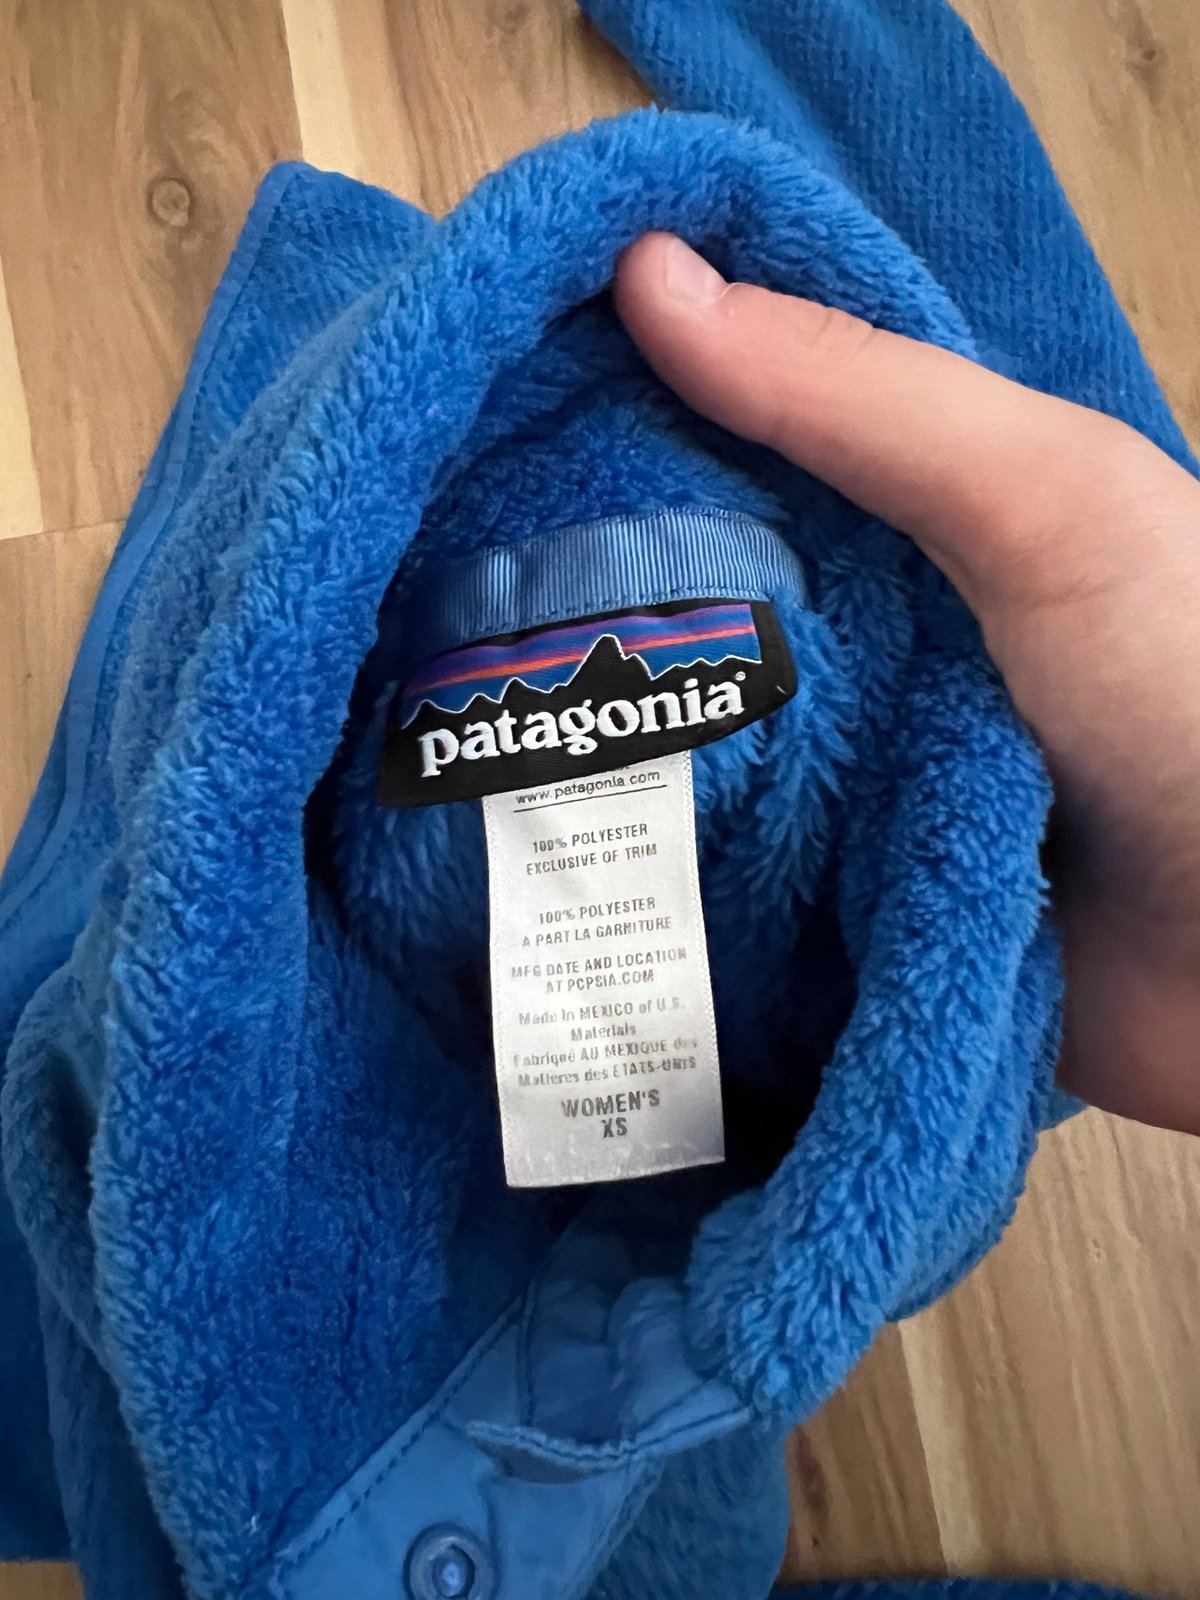 patagonia®
www.patagonia.com
100% POLYESTER
EXCLUSIVE OF TRIM
100% POLYESTER
A PART LA GARNITURE
MFG DATE AND LOCATION
AT PCPSIA.COM
Made in MEXICO of U.S.
Materials
Fabriqué AU MEXIQUE des
Matières des ETATS-UNIS
WOMEN'S
XS